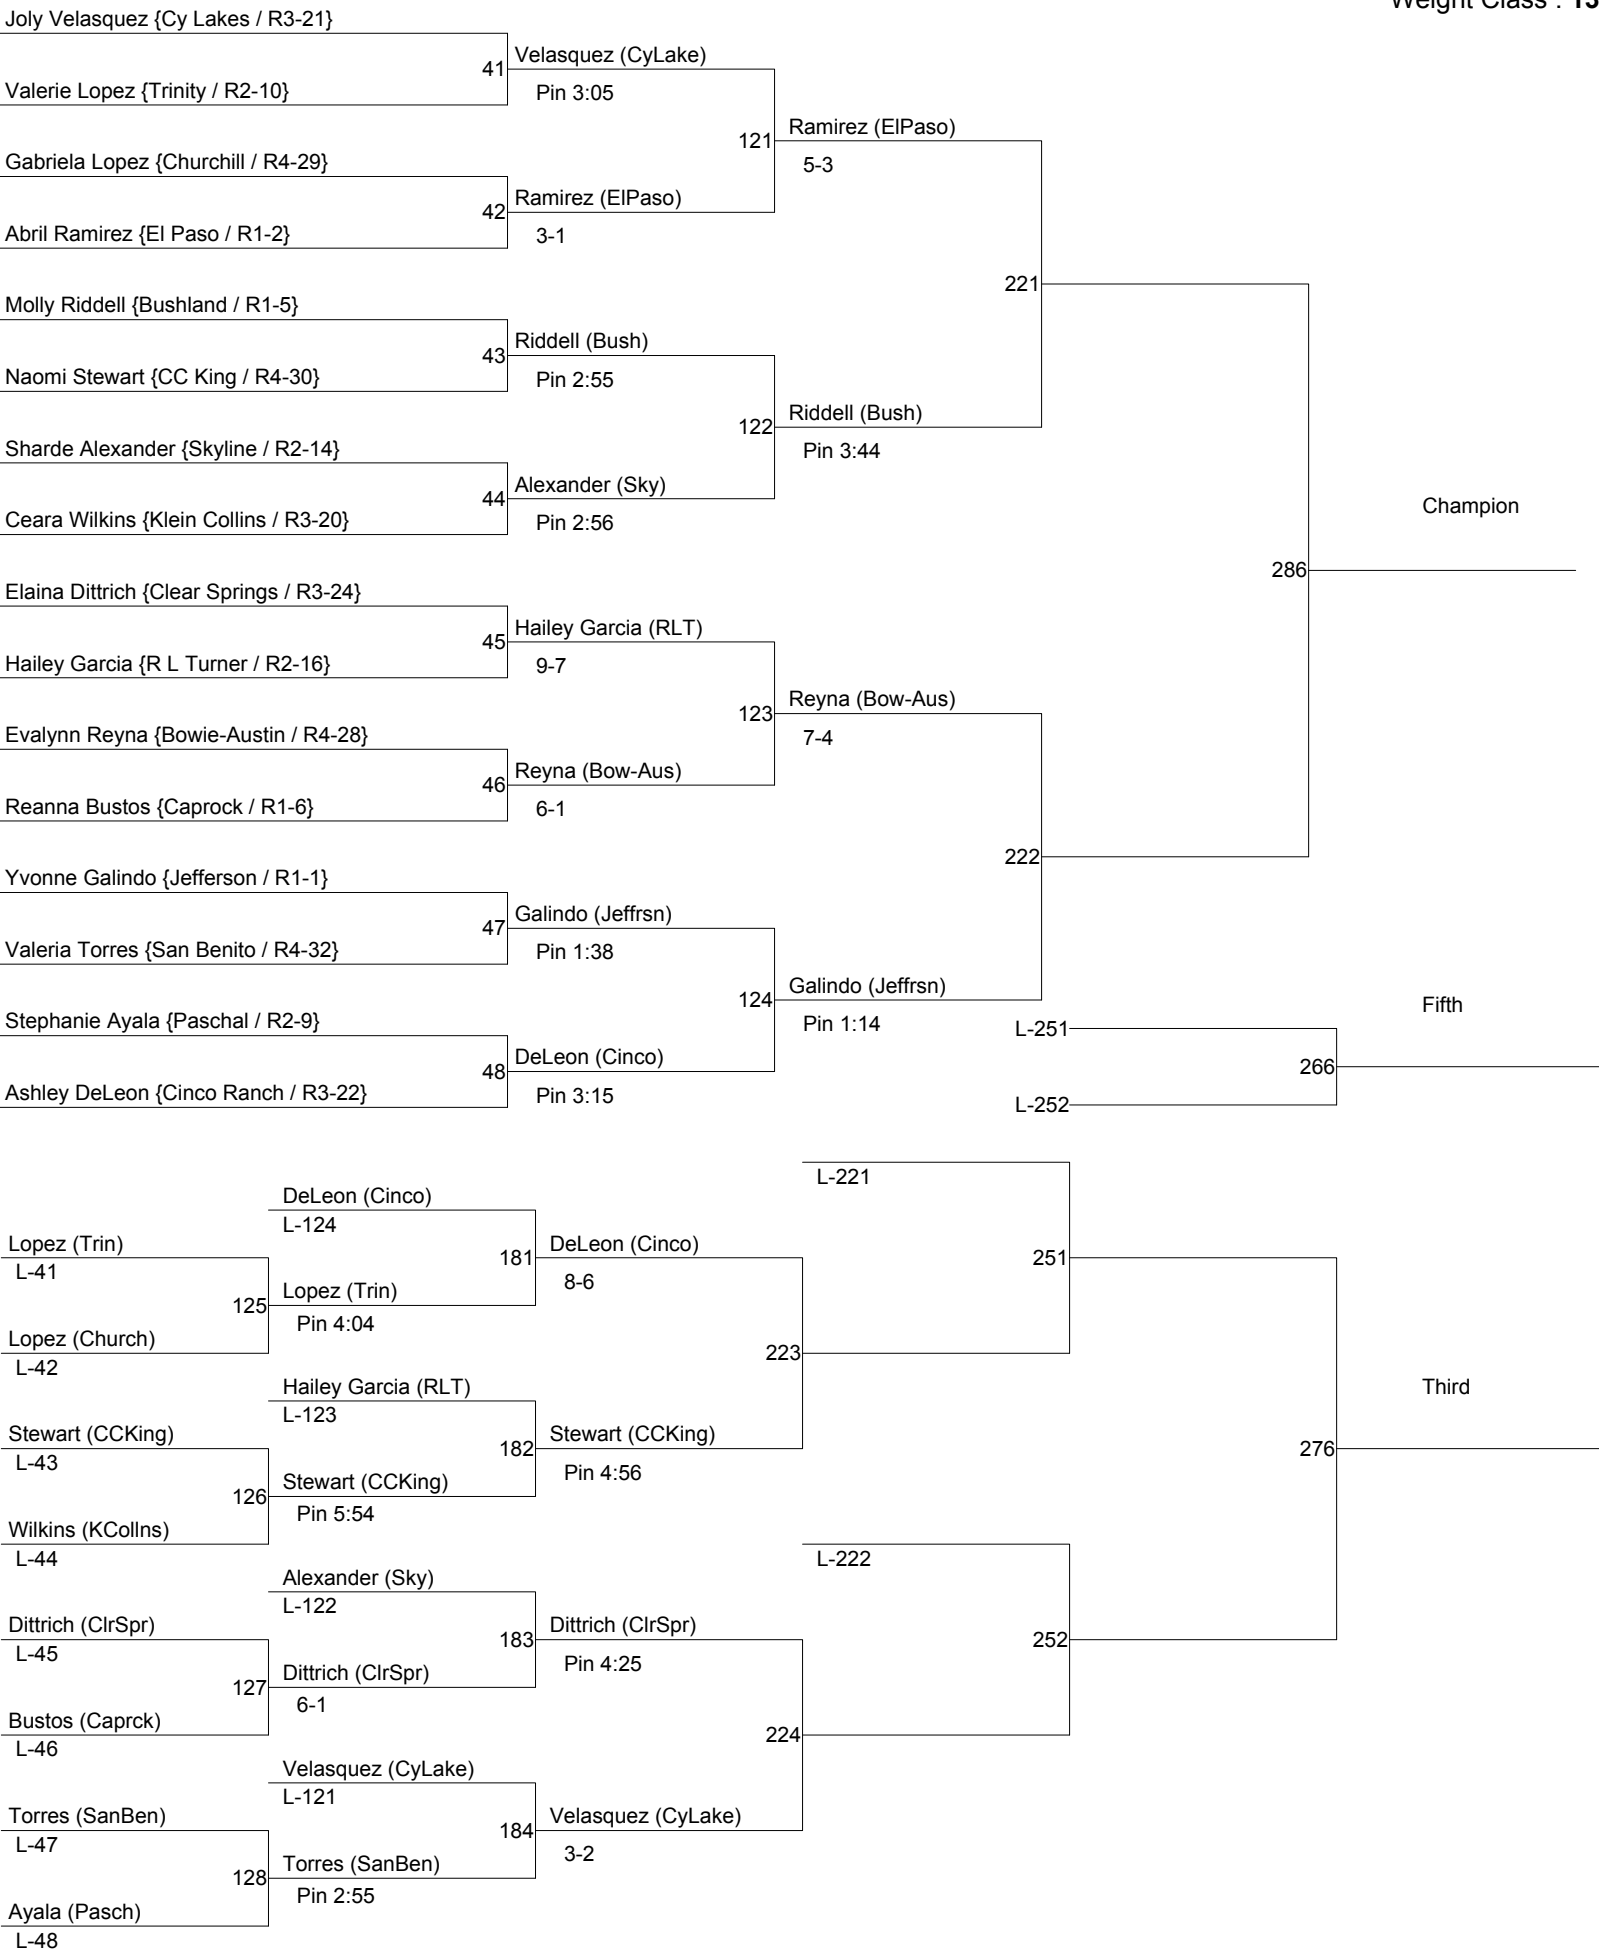 Weight Class : 13
Joly Velasquez {Cy Lakes / R3-21}
41
Velasquez (CyLake)
Valerie Lopez {Trinity / R2-10}
Pin 3:05
121
Ramirez (ElPaso)
Gabriela Lopez {Churchill / R4-29}
5-3
42
Ramirez (ElPaso)
Abril Ramirez {El Paso / R1-2}
3-1
221
Molly Riddell {Bushland / R1-5}
43
Riddell (Bush)
Naomi Stewart {CC King / R4-30}
Pin 2:55
122
Riddell (Bush)
Sharde Alexander {Skyline / R2-14}
Pin 3:44
44
Alexander (Sky)
Ceara Wilkins {Klein Collins / R3-20}
Pin 2:56
Champion
286
Elaina Dittrich {Clear Springs / R3-24}
45
Hailey Garcia (RLT)
Hailey Garcia {R L Turner / R2-16}
9-7
123
Reyna (Bow-Aus)
Evalynn Reyna {Bowie-Austin / R4-28}
7-4
46
Reyna (Bow-Aus)
Reanna Bustos {Caprock / R1-6}
6-1
222
Yvonne Galindo {Jefferson / R1-1}
47
Galindo (Jeffrsn)
Valeria Torres {San Benito / R4-32}
Pin 1:38
124
Galindo (Jeffrsn)
Stephanie Ayala {Paschal / R2-9}
Pin 1:14
48
DeLeon (Cinco)
Ashley DeLeon {Cinco Ranch / R3-22}
Pin 3:15
Fifth
L-251
266
L-252
L-221
DeLeon (Cinco)
L-124
Lopez (Trin)
L-41
181
DeLeon (Cinco)
8-6
251
125
Lopez (Trin)
Pin 4:04
Lopez (Church)
L-42
223
Hailey Garcia (RLT)
L-123
Third
Stewart (CCKing)
L-43
182
Stewart (CCKing)
Pin 4:56
276
126
Stewart (CCKing)
Pin 5:54
Wilkins (KCollns)
L-44
L-222
Alexander (Sky)
L-122
Dittrich (ClrSpr)
L-45
183
Dittrich (ClrSpr)
Pin 4:25
252
127
Dittrich (ClrSpr)
6-1
Bustos (Caprck)
L-46
224
Velasquez (CyLake)
L-121
Torres (SanBen)
L-47
184
Velasquez (CyLake)
3-2
128
Torres (SanBen)
Pin 2:55
Ayala (Pasch)
L-48